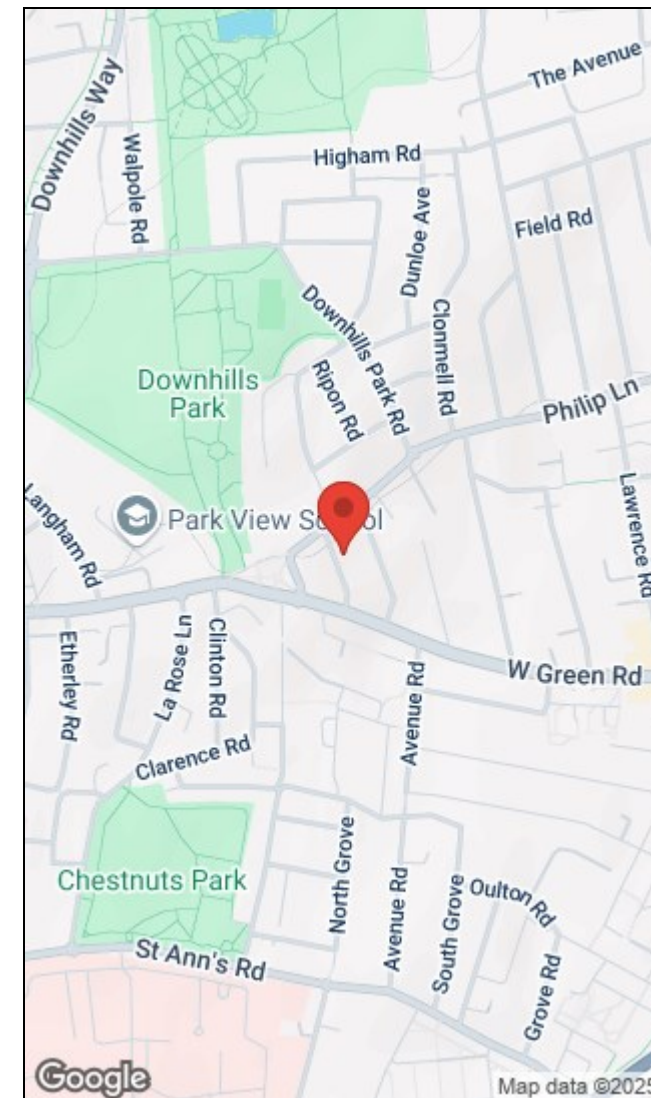 The Avenue
Downhills Way
Walpole Rd
Higham Rd
Dunloe Ave
Field Rd
Downhills Park Rd
Clonmell Rd
Ripon Rd
Downhills
Park
Philip Ln
Langham Rd
Park View School
Lawrence Rd
Etherley Rd
La Rose Ln
Clinton Rd
W Green Rd
Avenue Rd
Clarence Rd
Chestnuts Park
North Grove
Avenue Rd
South Grove
Oulton Rd
St Ann's Rd
Grove Rd
Google
Map data ©2025